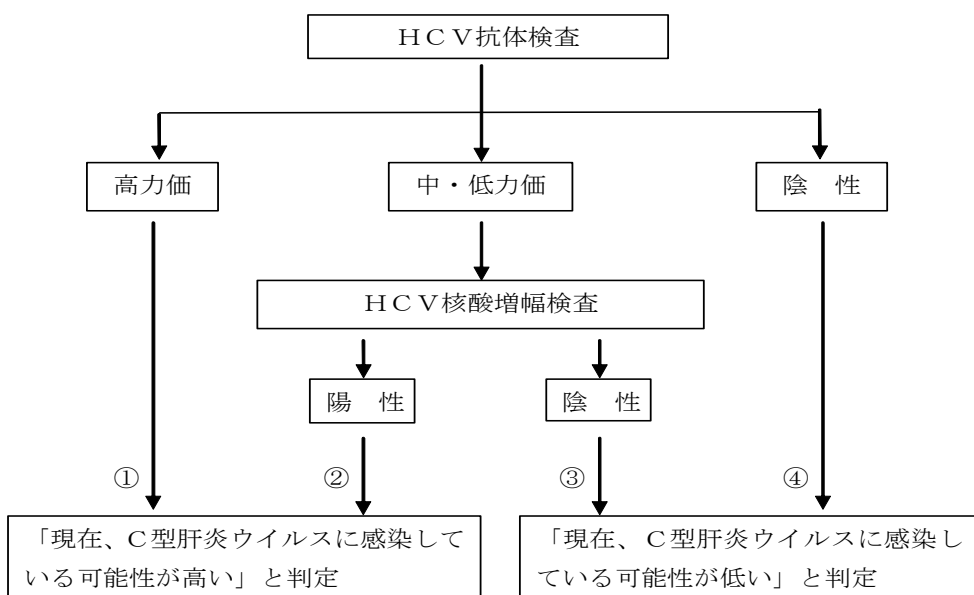 HCV抗体検査
高力価
中・低力価
陰 性
HCV核酸増幅検査
陽 性
陰 性
①
②
③
④
「現在、C型肝炎ウイルスに感染して
いる可能性が高い」と判定
「現在、C型肝炎ウイルスに感染し
ている可能性が低い」と判定